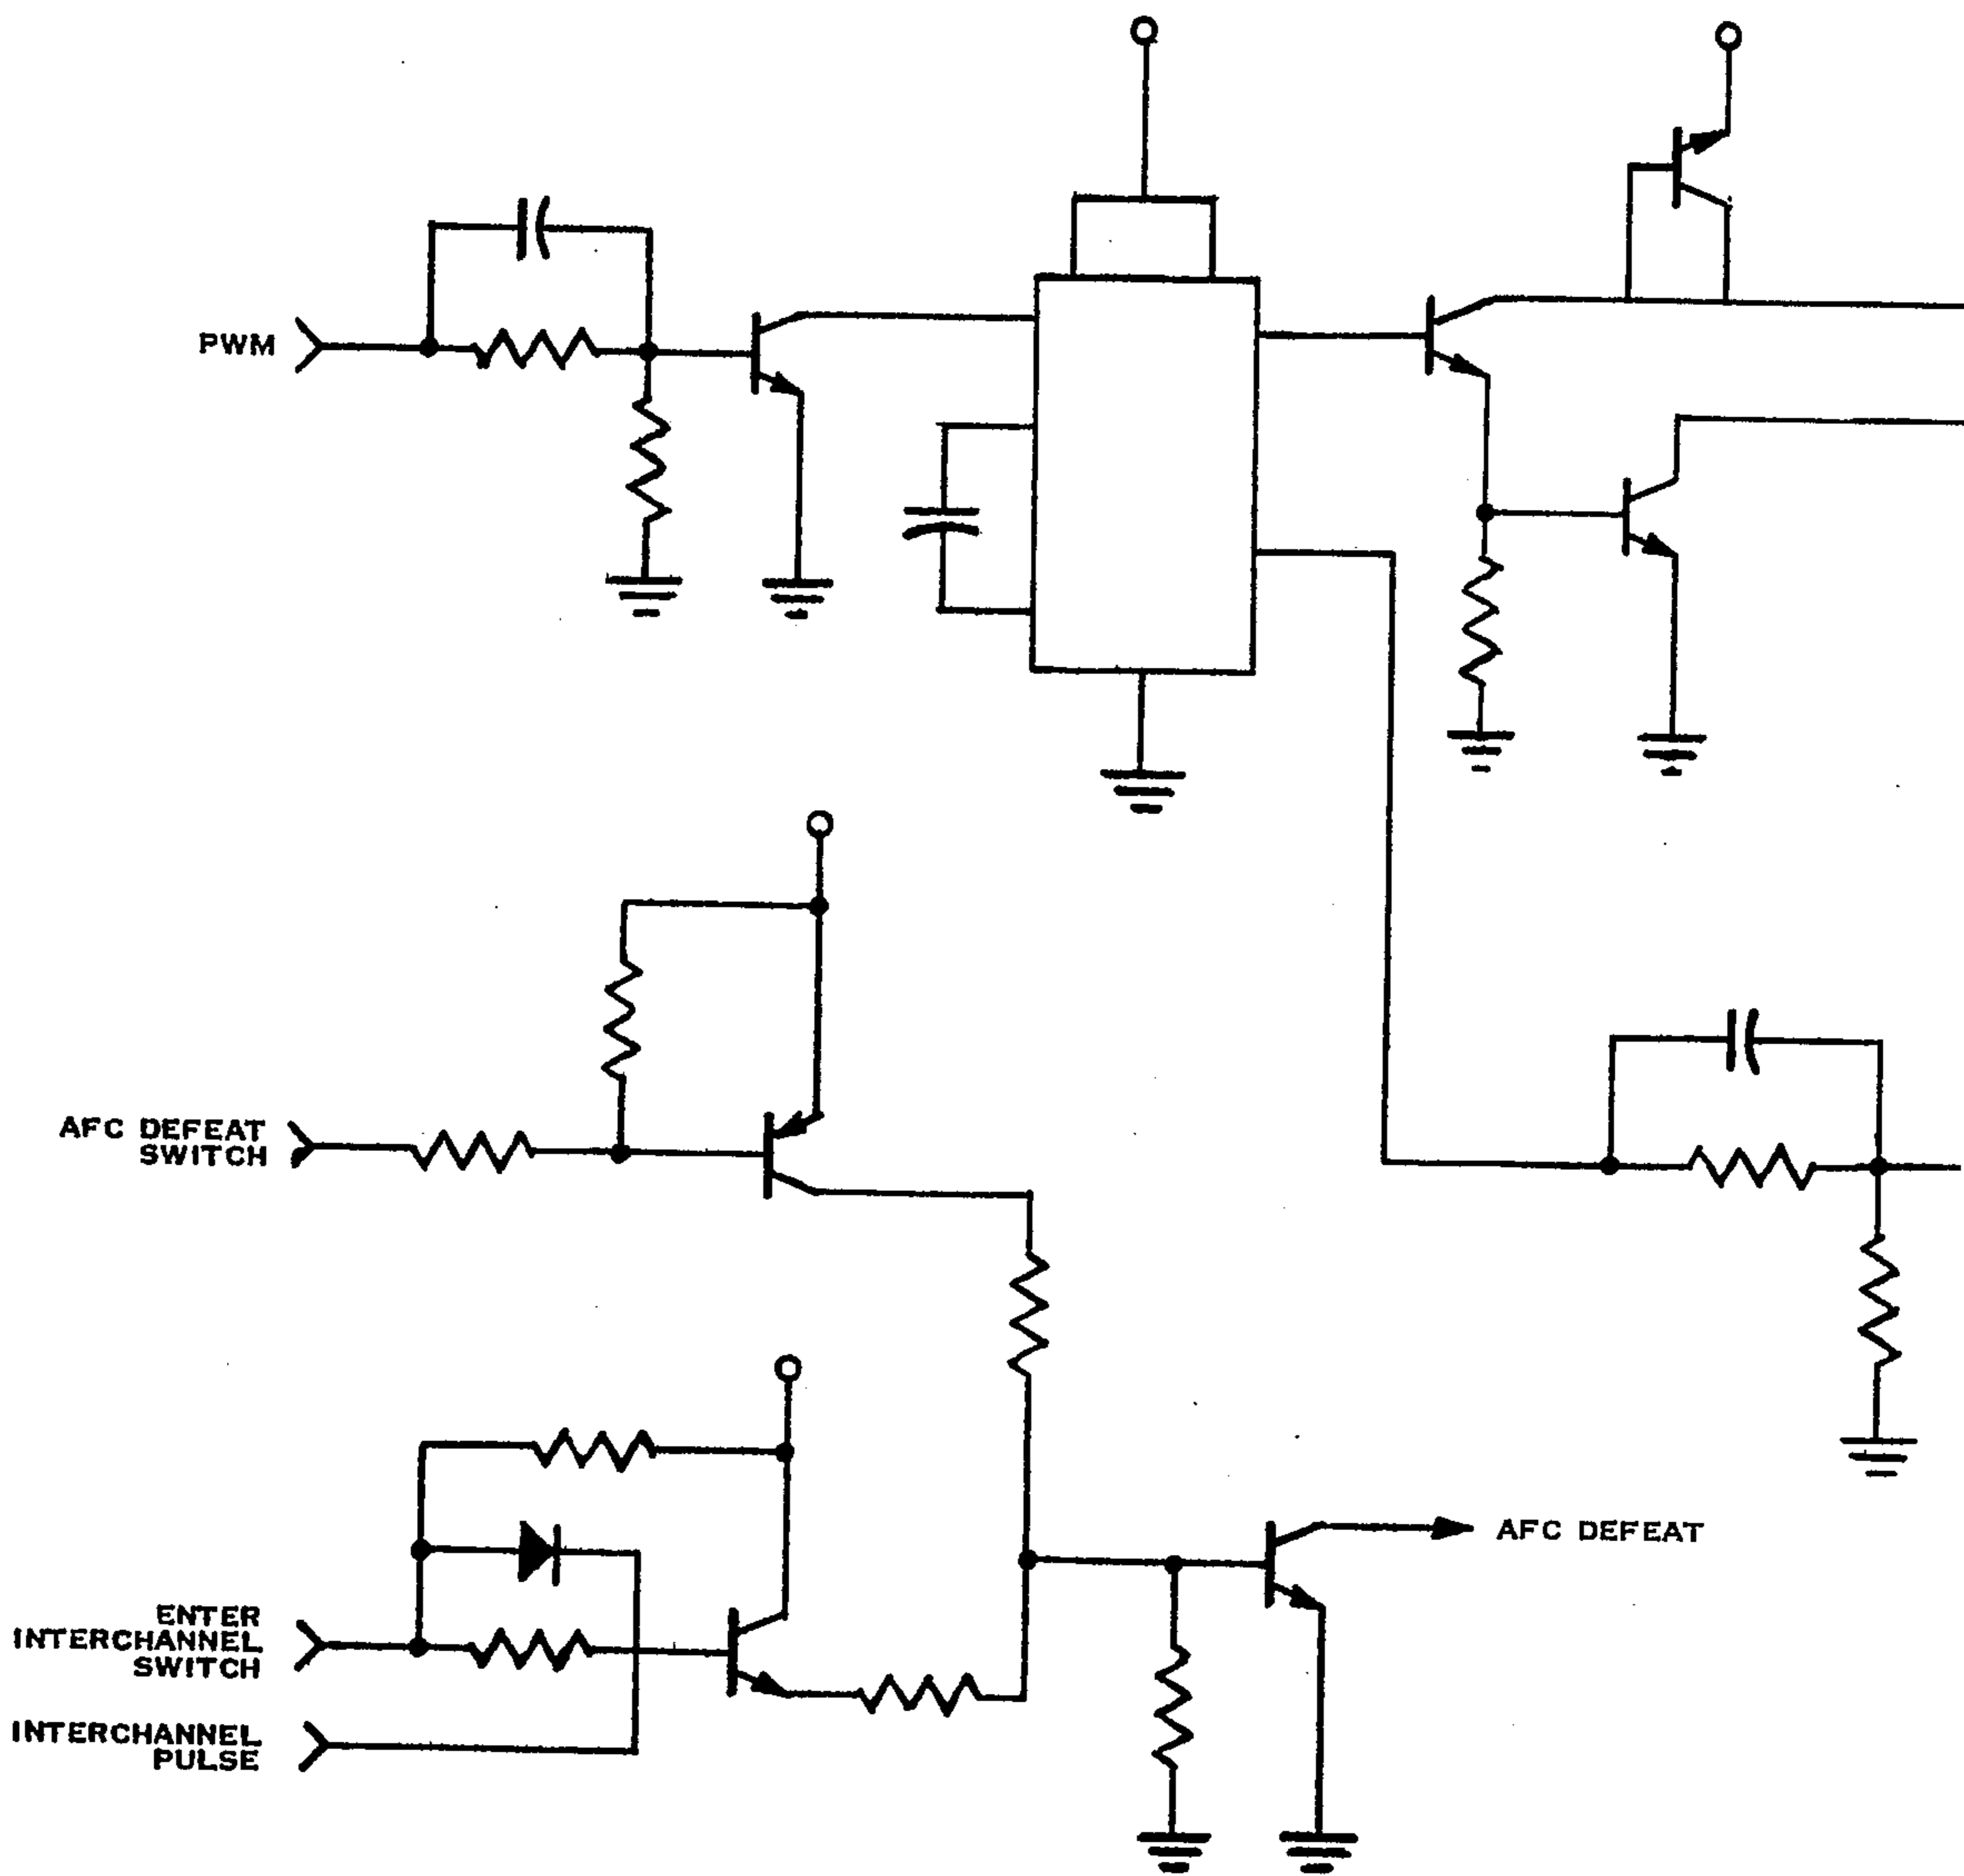 PWM
AFC DEFEAT
SWITCH
AFC DEFEAT
ENTER
INTERCHANNEL
SWITCH
INTERCHANNEL
PULSE